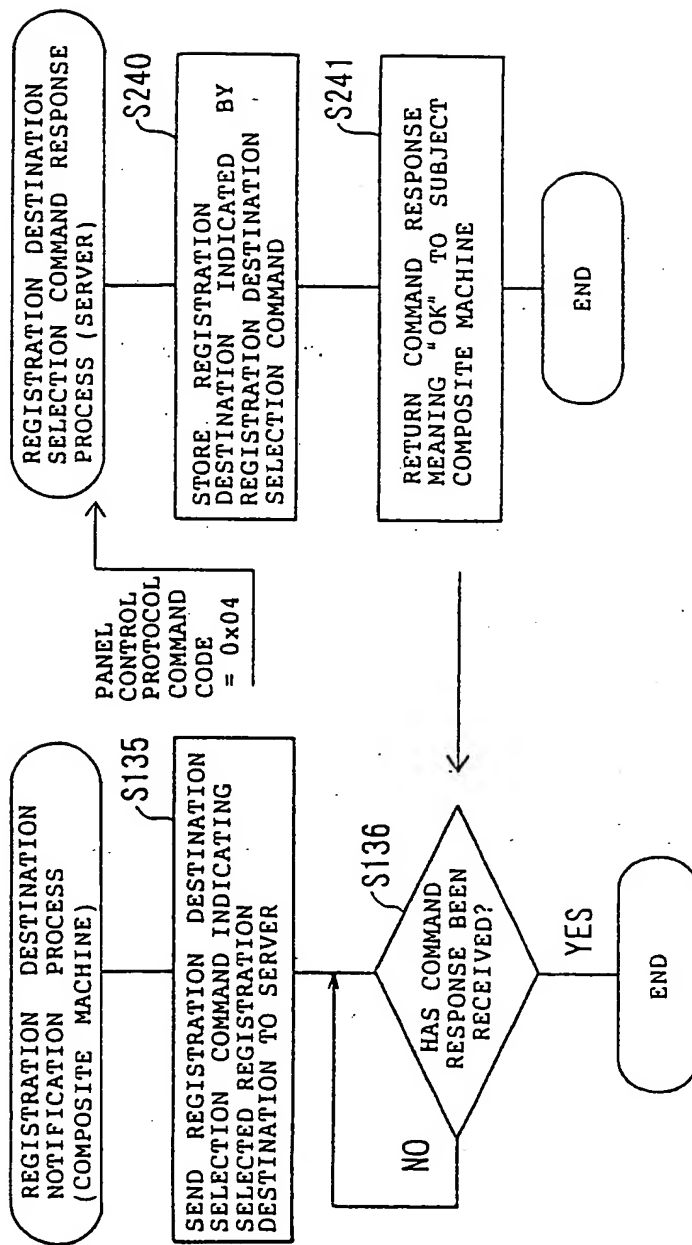 REGISTRATION DESTINATION
NOTIFICATION PROCESS
(COMPOSITE MACHINE)
S135
SEND REGISTRATION DESTINATION
SELECTION COMMAND INDICATING
SELECTED REGISTRATION
DESTINATION TO SERVER
S136
HAS COMMAND
RESPONSE BEEN
RECEIVED?
NO
YES
END
PANEL
CONTROL
PROTOCOL
COMMAND
CODE
= 0x04
REGISTRATION DESTINATION
SELECTION COMMAND RESPONSE
PROCESS (SERVER)
S240
STORE REGISTRATION
DESTINATION INDICATED BY
REGISTRATION DESTINATION
SELECTION COMMAND
S241
RETURN COMMAND RESPONSE
MEANING "OK" TO SUBJECT
COMPOSITE MACHINE
END